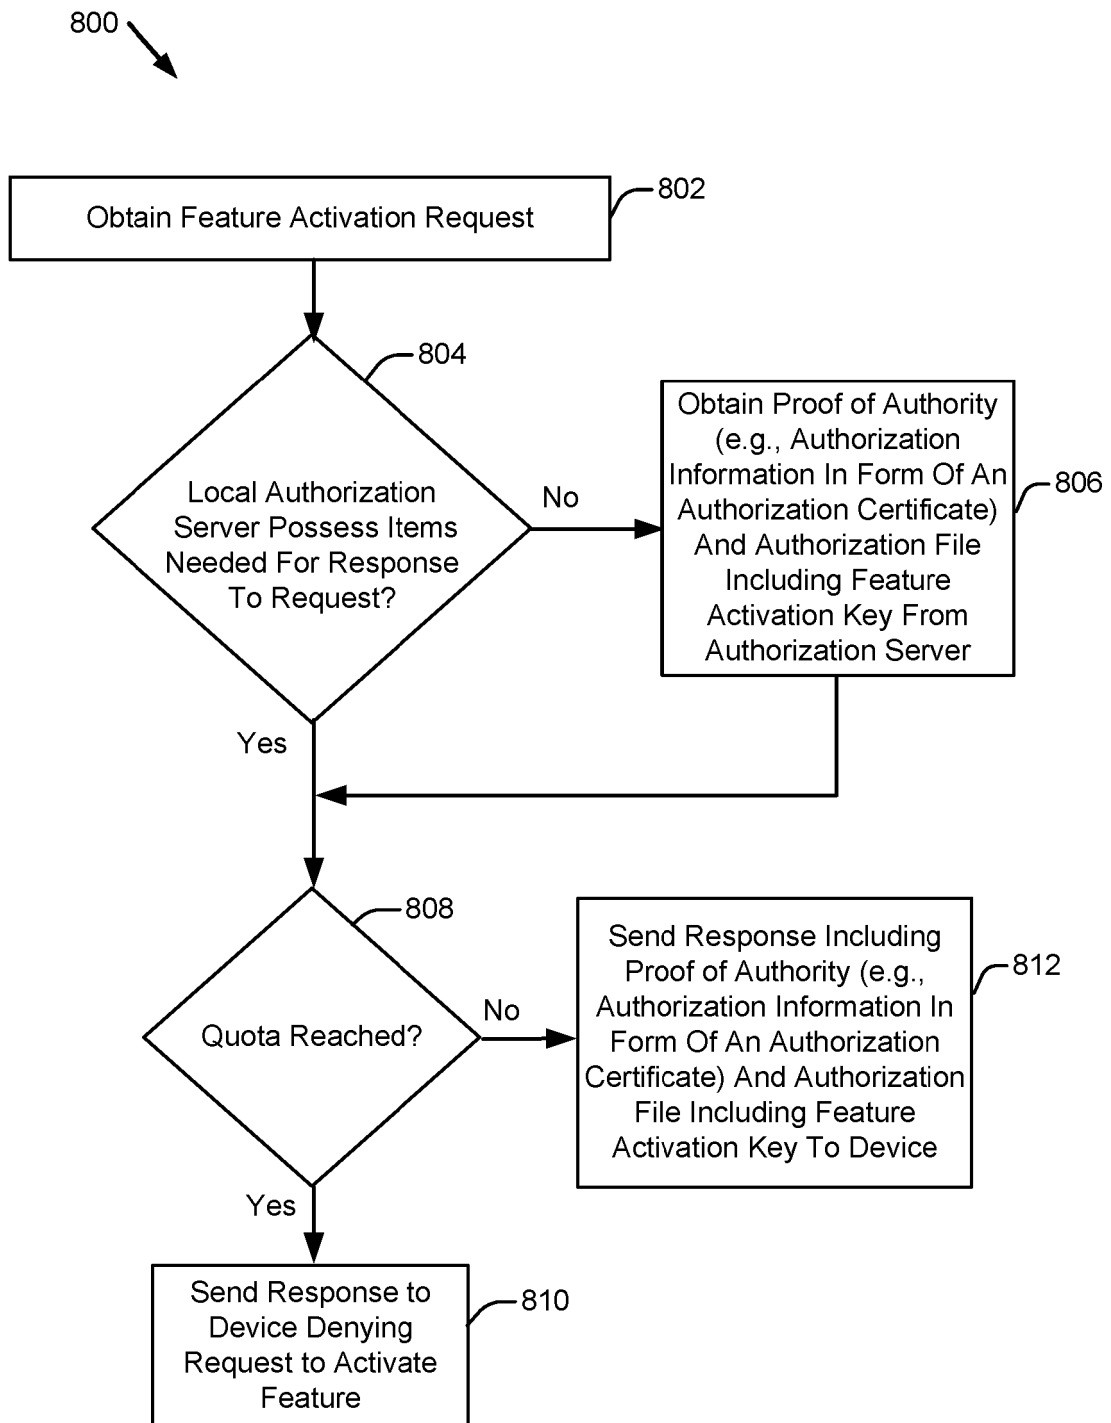 800
802
Obtain Feature Activation Request
804
Local Authorization
Server Possess Items
Needed For Response
To Request?
No
Obtain Proof of Authority
(e.g., Authorization
Information In Form Of An
Authorization Certificate)
And Authorization File
Including Feature
Activation Key From
Authorization Server
806
Yes
808
Quota Reached?
No
Send Response Including
Proof of Authority (e.g.,
Authorization Information In
Form Of An Authorization
Certificate) And Authorization
File Including Feature
Activation Key To Device
812
Yes
Send Response to
Device Denying
Request to Activate
Feature
810